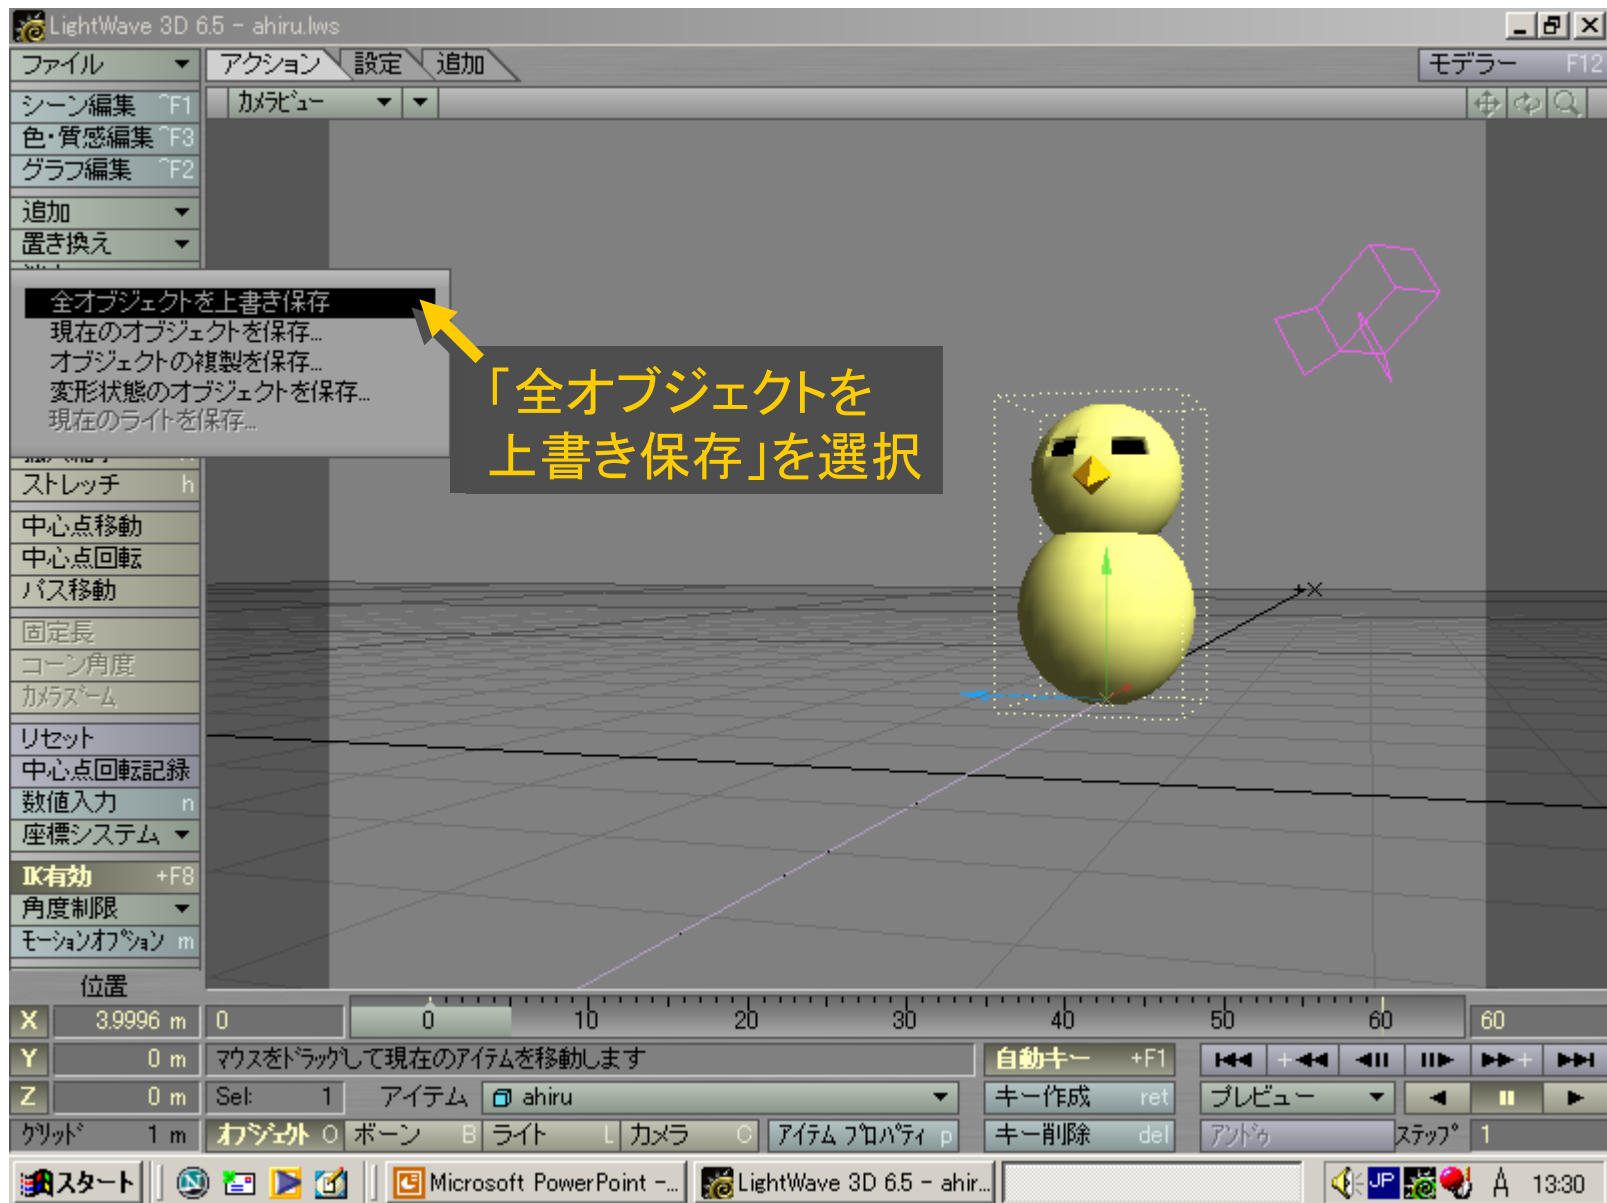 LightWave 3D 6.5 - ahiru.lws
ファイル
アクション 設定 追加
モデラー F12
シーン編集 ^F1
カメラビュー
色・質感編集 ^F3
グラフ編集 ^F2
追加
置き換え
全オブジェクトを上書き保存
現在のオブジェクトを保存...
オブジェクトの複製を保存...
変形状態のオブジェクトを保存...
現在のライトを保存...
「全オブジェクトを
上書き保存」を選択
ストレッチ h
中心点移動
中心点回転
パス移動
固定長
コーン角度
カメラズーム
リセット
中心点回転記録
数値入力 n
座標システム
IK有効 +F8
角度制限
モーションオプション m
位置
X 3.9996 m 0 0 10 20 30 40 50 60 60
Y 0 m マウスをドラッグして現在のアイテムを移動します 自動キー +F1
Z 0 m Sel: 1 アイテム ahiru キー作成 ret プレビュー
グリッド 1 m オブジェクト O ボーン B ライト L カメラ C アイテム プロパティ p キー削除 del アンドゥ ステップ 1
スタート Microsoft PowerPoint -... LightWave 3D 6.5 - ahir... JP A 13:30